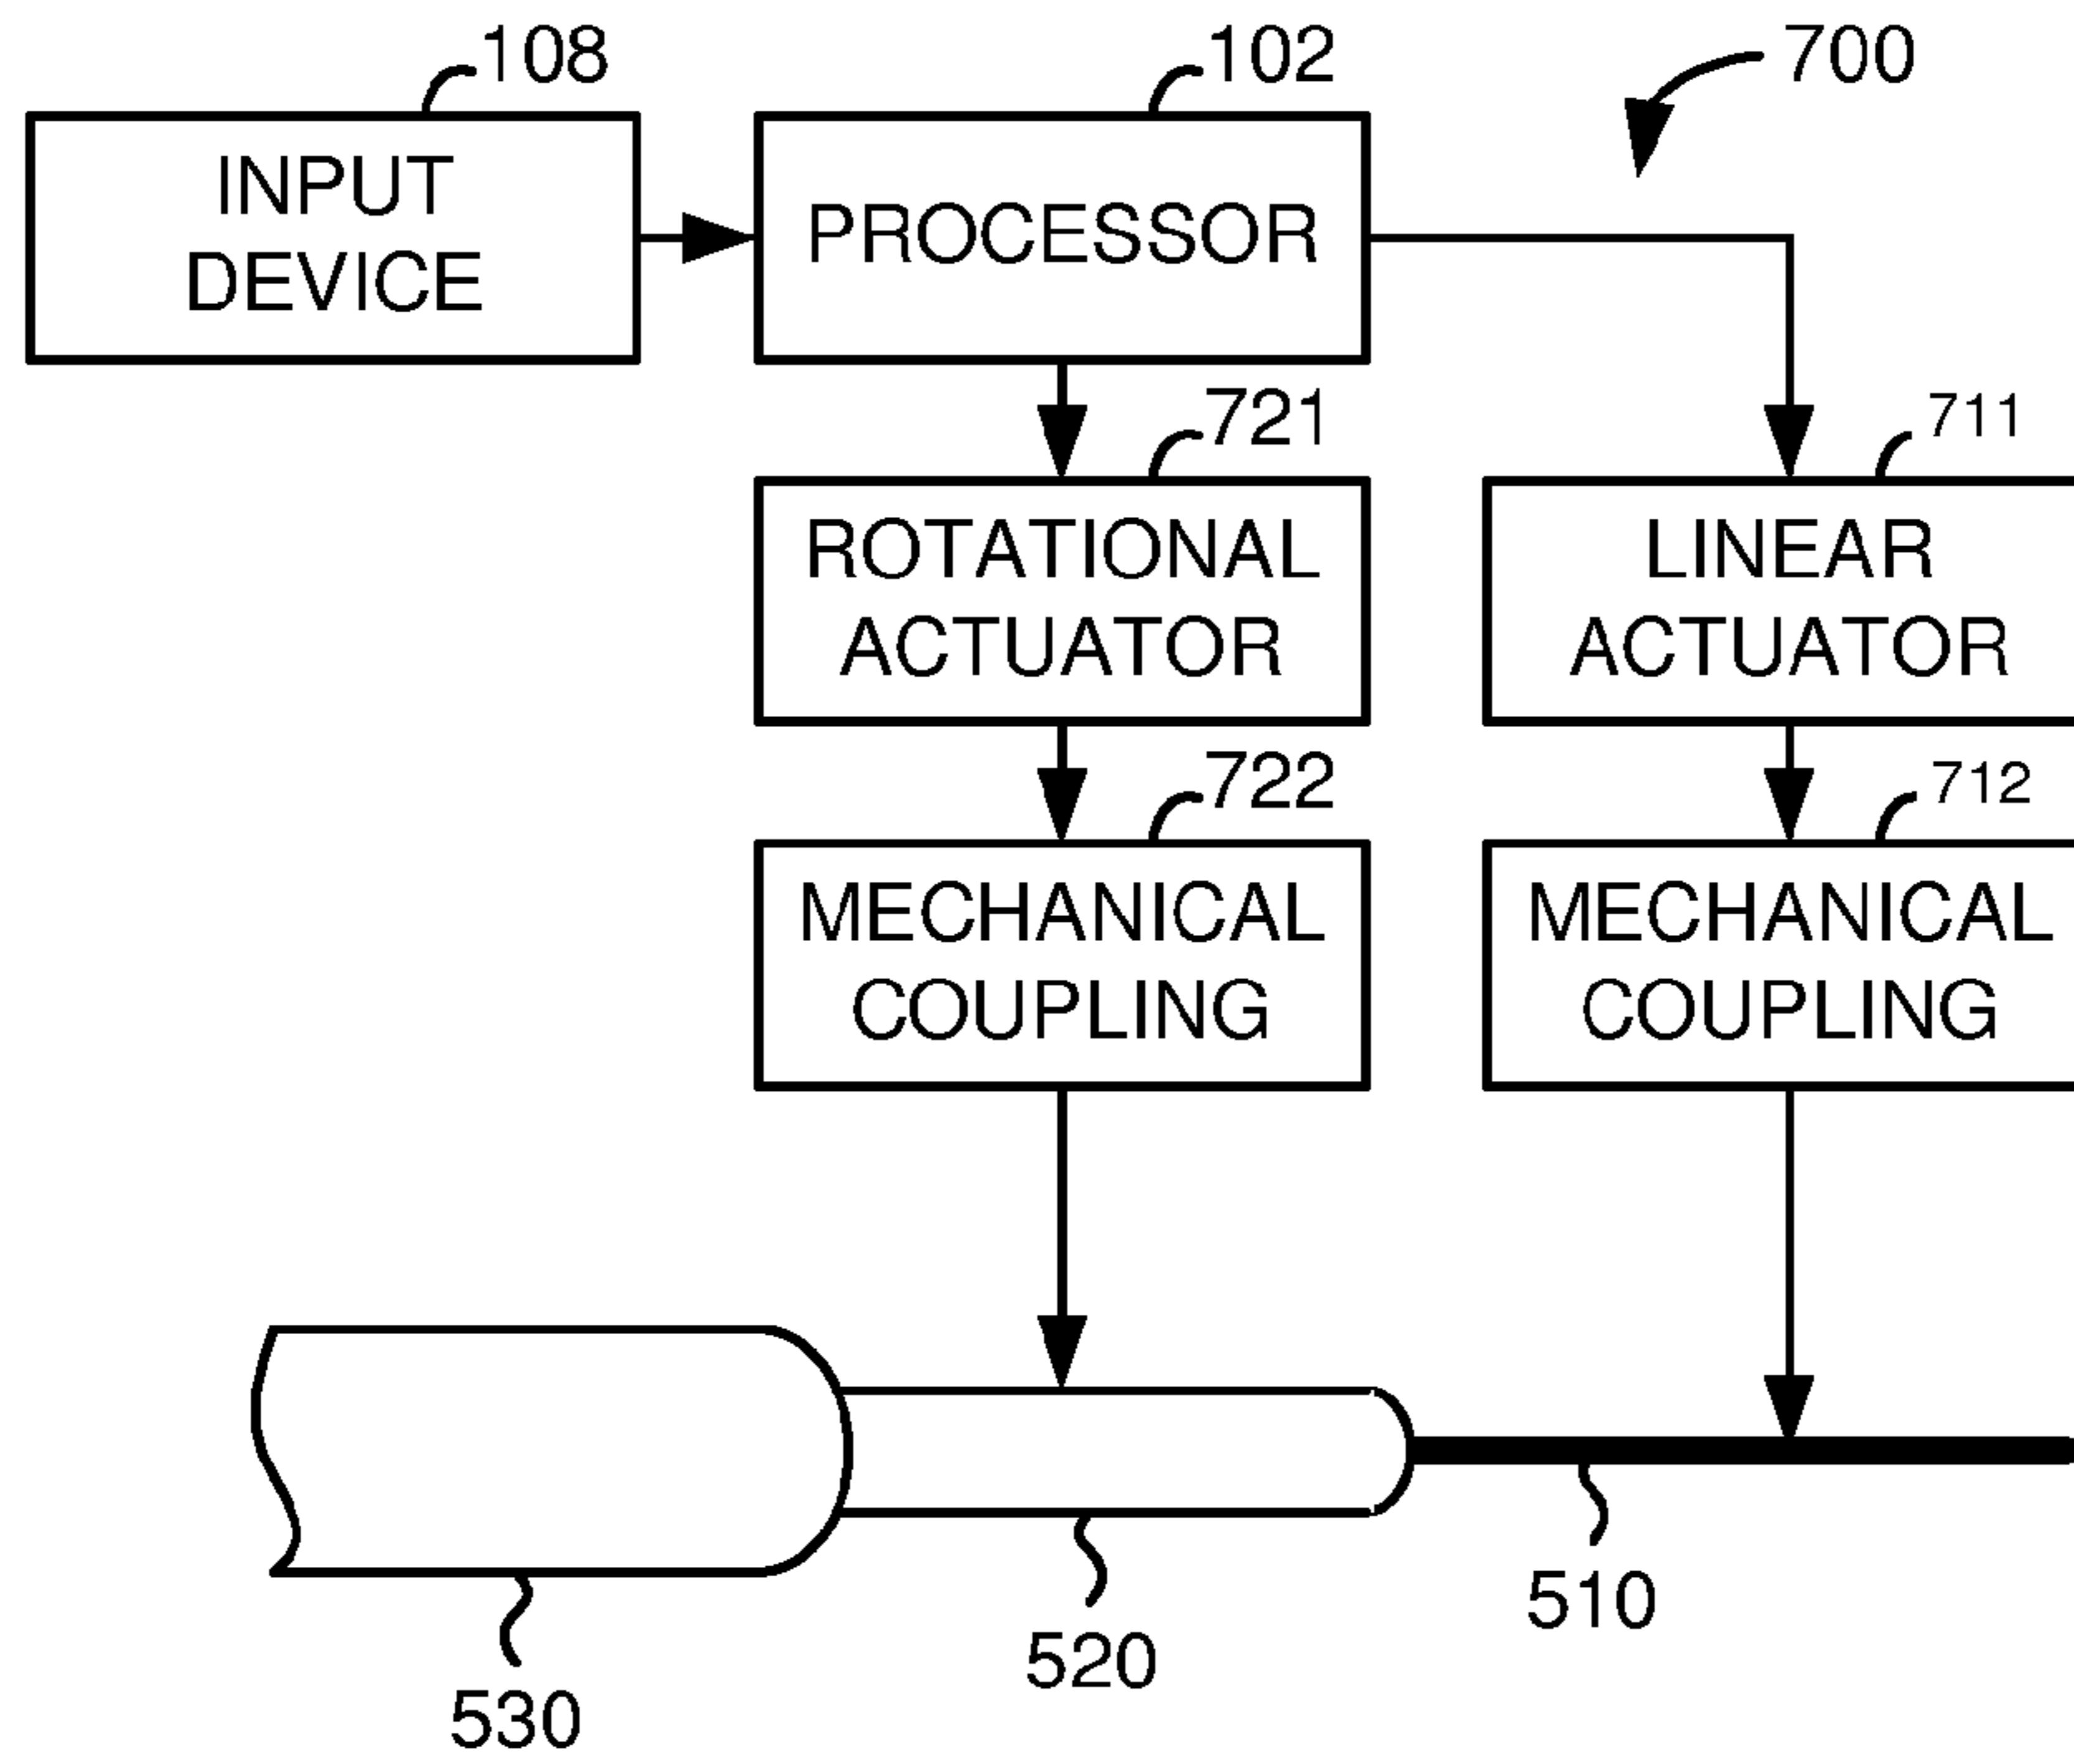 108
102
700
INPUT
DEVICE
PROCESSOR
721
711
ROTATIONAL
ACTUATOR
LINEAR
ACTUATOR
722
712
MECHANICAL
COUPLING
MECHANICAL
COUPLING
510
520
530